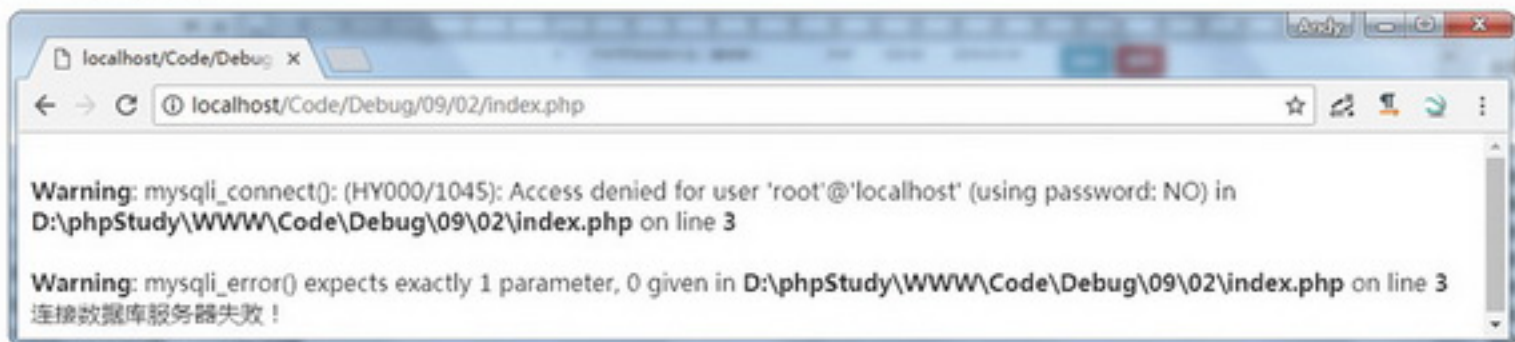 Andy
localhost/Code/Debug
localhost/Code/Debug/09/02/index.php
Warning: mysqli_connect(): (HY000/1045): Access denied for user 'root'@'localhost' (using password: NO) in
D:\phpStudy\WWW\Code\Debug\09\02\index.php on line 3
Warning: mysqli_error() expects exactly 1 parameter, 0 given in D:\phpStudy\WWW\Code\Debug\09\02\index.php on line 3
连接数据库服务器失败！